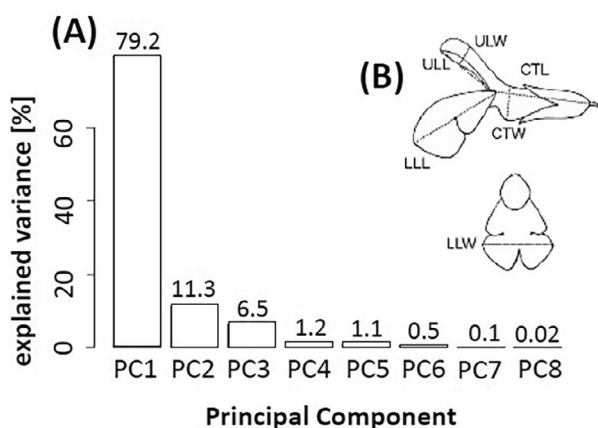 (A)
79.2
11.3
6.5
1.2
1.1
0.5
0.1
0.02
explained variance [%]
60
40
20
0
PC1 PC2 PC3 PC4 PC5 PC6 PC7 PC8
Principal Component
(B)
ULW
ULL
CTL
CTW
LLL
LLW